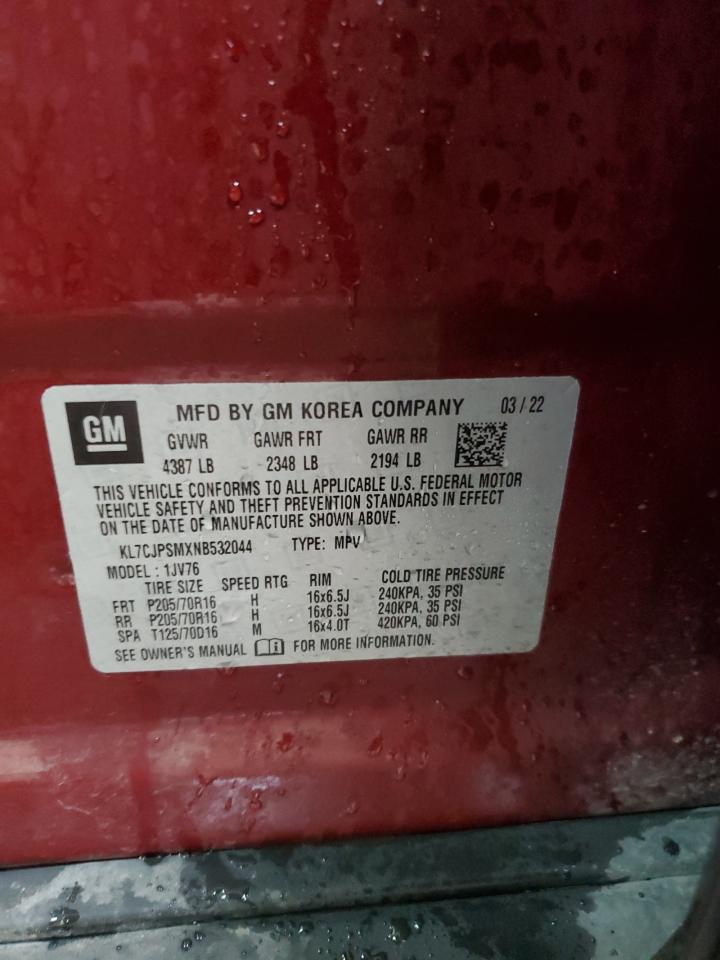 GM
MFD BY GM KOREA COMPANY 03 / 22
GVWR GAWR FRT GAWR RR
4387 LB 2348 LB 2194 LB
THIS VEHICLE CONFORMS TO ALL APPLICABLE U.S. FEDERAL MOTOR
VEHICLE SAFETY AND THEFT PREVENTION STANDARDS IN EFFECT
ON THE DATE OF MANUFACTURE SHOWN ABOVE.
KL7CJPSMXNB532044 TYPE: MPV
MODEL : 1JV76
TIRE SIZE SPEED RTG RIM COLD TIRE PRESSURE
FRT P205/70R16 H 16x6.5J 240KPA, 35 PSI
RR P205/70R16 H 16x6.5J 240KPA, 35 PSI
SPA T125/70D16 M 16x4.0T 420KPA, 60 PSI
SEE OWNER'S MANUAL FOR MORE INFORMATION.